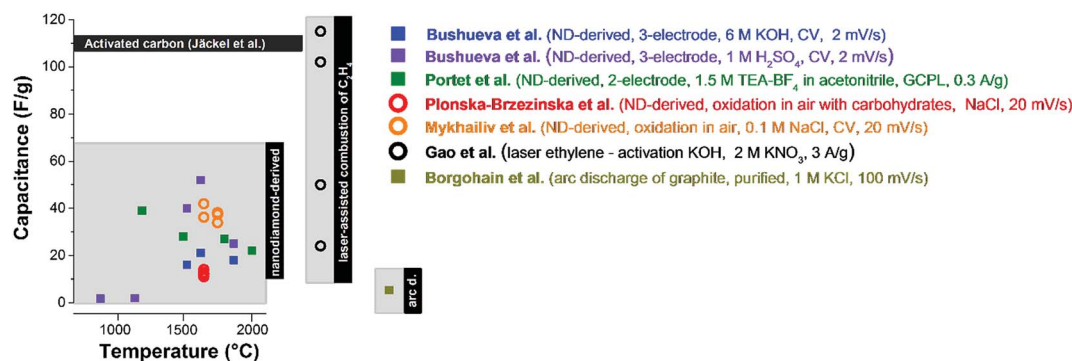 120
100
80
60
40
20
0
Capacitance (F/g)
1000
1500
2000
Temperature (°C)
Activated carbon (Jäckel et al.)
nanodiamond-derived
laser-assisted combustion of C₂H₄
arc d.
Bushueva et al. (ND-derived, 3-electrode, 6 M KOH, CV, 2 mV/s)
Bushueva et al. (ND-derived, 3-electrode, 1 M H₂SO₄, CV, 2 mV/s)
Portet et al. (ND-derived, 2-electrode, 1.5 M TEA-BF₄ in acetonitrile, GCPL, 0.3 A/g)
Plonska-Brzezinska et al. (ND-derived, oxidation in air with carbohydrates, NaCl, 20 mV/s)
Mykhailiv et al. (ND-derived, oxidation in air, 0.1 M NaCl, CV, 20 mV/s)
Gao et al. (laser ethylene - activation KOH, 2 M KNO₃, 3 A/g)
Borgohain et al. (arc discharge of graphite, purified, 1 M KCl, 100 mV/s)